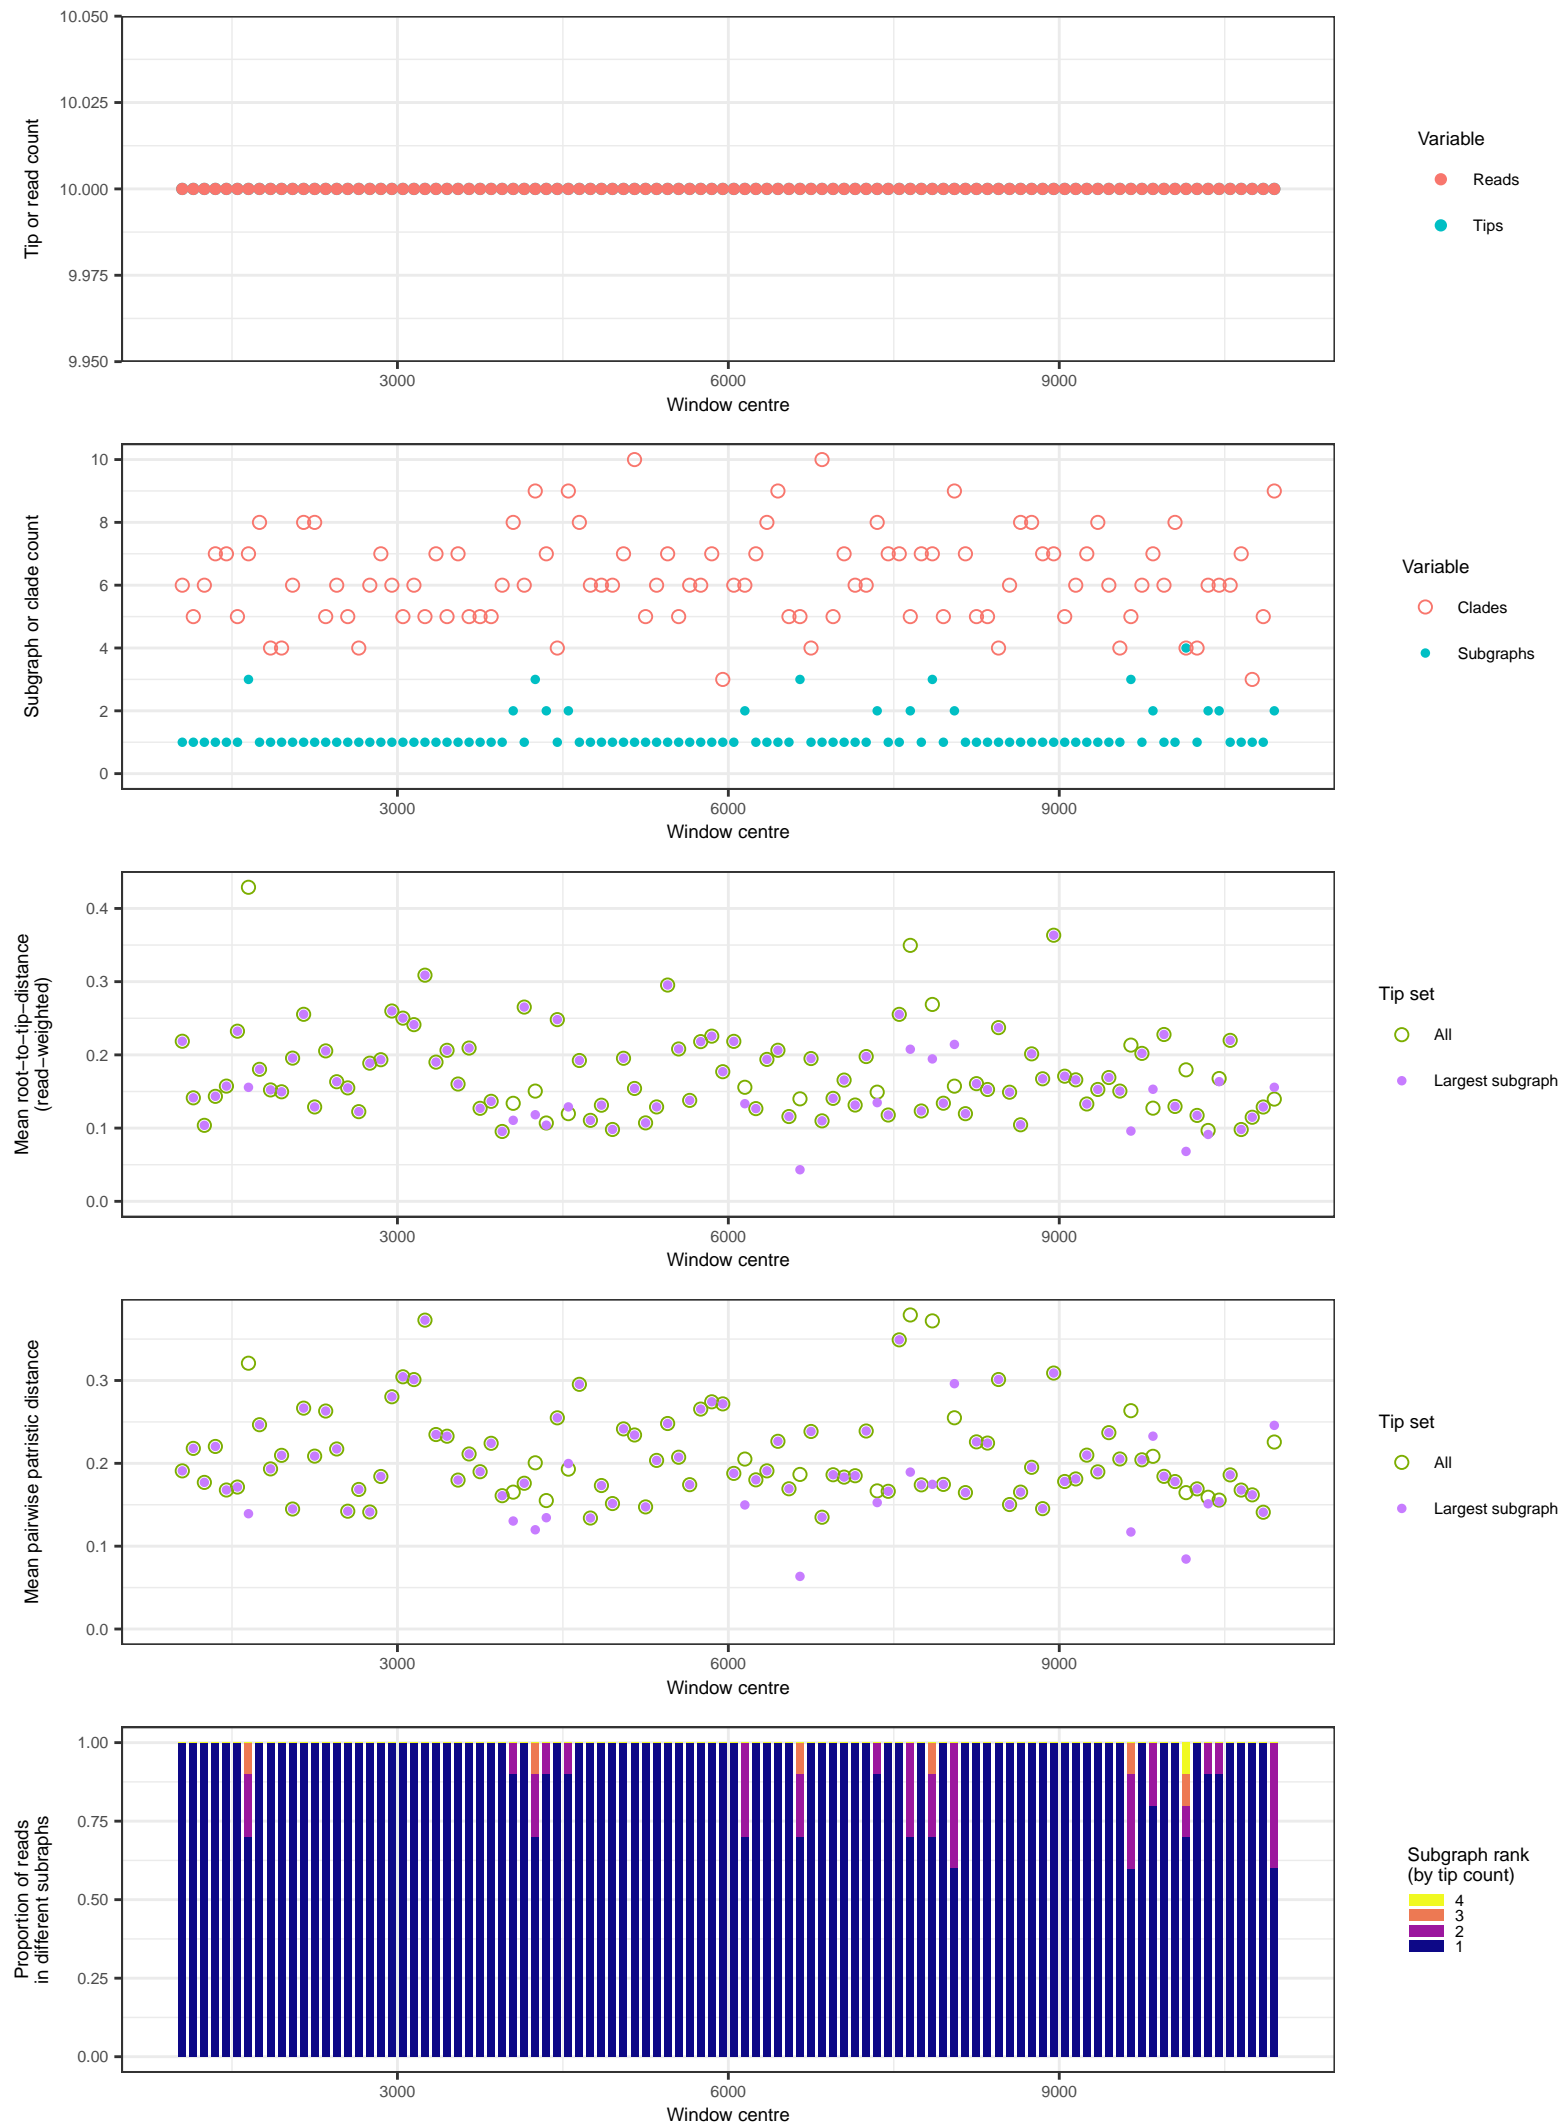 10.050
10.025
10.000
9.975
9.950
Tip or read count
3000
6000
9000
Window centre
Variable
Reads
Tips
10
8
6
4
2
0
Subgraph or clade count
3000
6000
9000
Window centre
Variable
Clades
Subgraphs
0.4
0.3
0.2
0.1
0.0
Mean root−to−tip−distance
(read−weighted)
3000
6000
9000
Window centre
Tip set
All
Largest subgraph
0.3
0.2
0.1
0.0
Mean pairwise patristic distance
3000
6000
9000
Window centre
Tip set
All
Largest subgraph
1.00
0.75
0.50
0.25
0.00
Proportion of reads
in different subraphs
3000
6000
9000
Window centre
Subgraph rank
(by tip count)
4
3
2
1